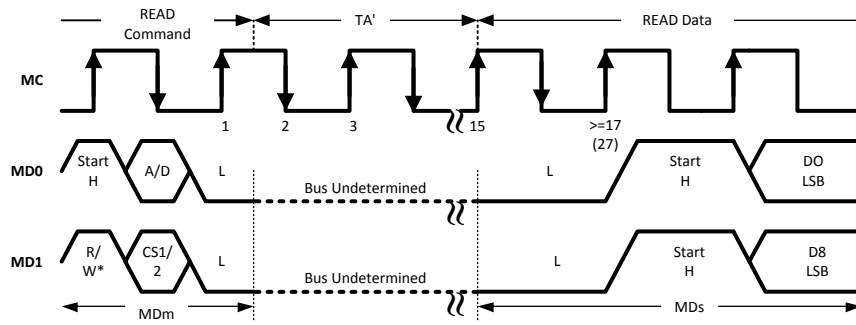 READ
Command
TA'
READ Data
MC
1
2
3
15
>=17
(27)
MD0
Start
H
A/D
L
Bus Undetermined
L
Start
H
DO
LSB
MD1
R/
W*
CS1/
2
L
Bus Undetermined
L
Start
H
D8
LSB
MDm
MDs